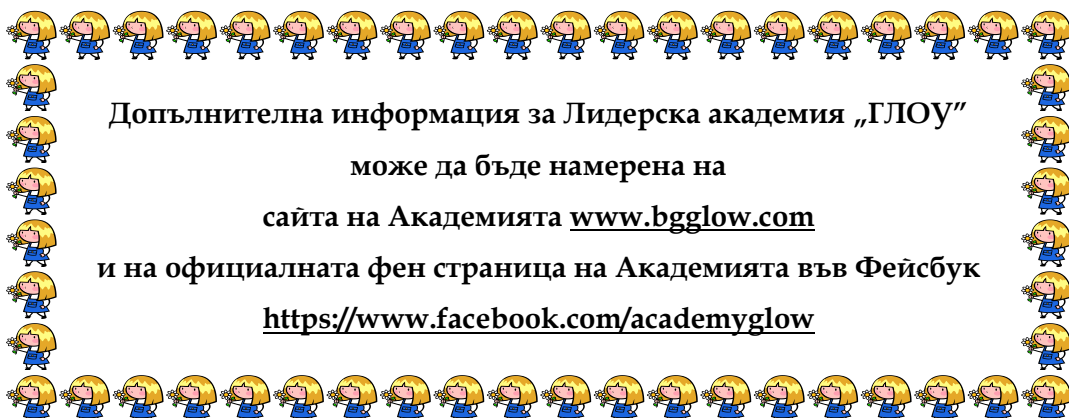 Допълнителна информация за Лидерска академия „ГЛОУ”
може да бъде намерена на
сайта на Академията www.bgglow.com
и на официалната фен страница на Академията във Фейсбук
https://www.facebook.com/academyglow